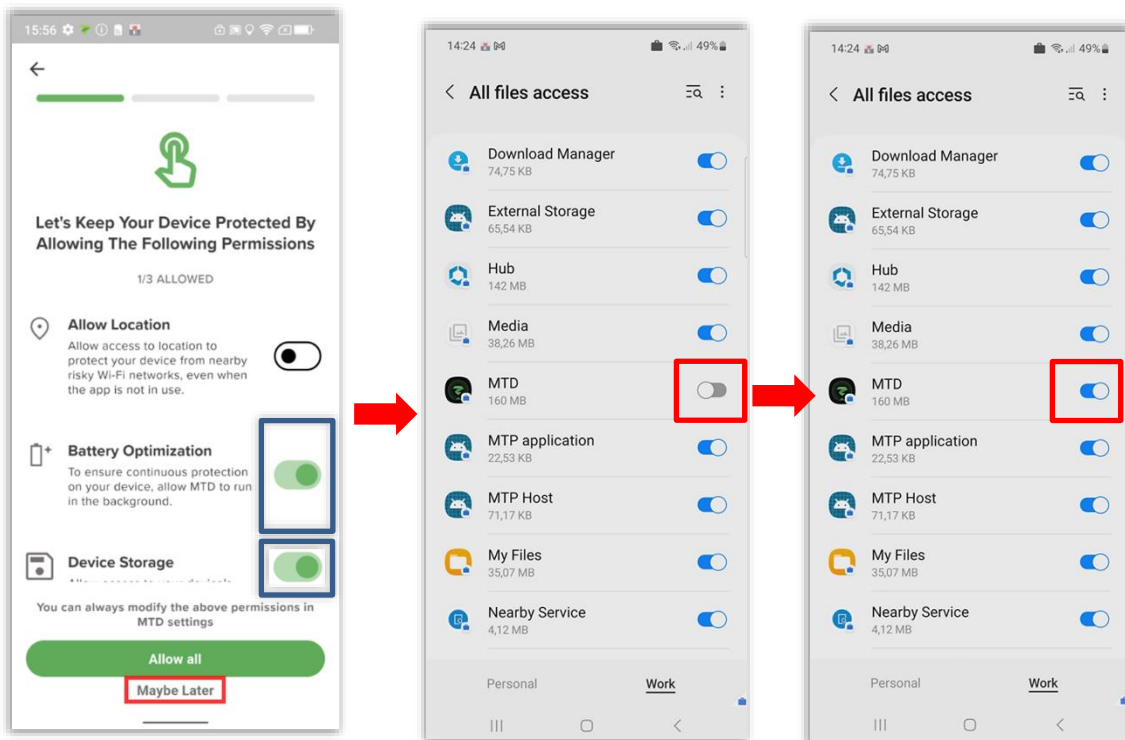 15:56
Let's Keep Your Device Protected By
Allowing The Following Permissions
1/3 ALLOWED
Allow Location
Allow access to location to
protect your device from nearby
risky Wi-Fi networks, even when
the app is not in use.
Battery Optimization
To ensure continuous protection
on your device, allow MTD to run
in the background.
Device Storage
You can always modify the above permissions in
MTD settings
Allow all
Maybe Later
14:24
49%
All files access
Download Manager
74,75 KB
External Storage
65,54 KB
Hub
142 MB
Media
38,26 MB
MTD
160 MB
MTP application
22,53 KB
MTP Host
71,17 KB
My Files
35,07 MB
Nearby Service
4,12 MB
Personal
Work
14:24
49%
All files access
Download Manager
74,75 KB
External Storage
65,54 KB
Hub
142 MB
Media
38,26 MB
MTD
160 MB
MTP application
22,53 KB
MTP Host
71,17 KB
My Files
35,07 MB
Nearby Service
4,12 MB
Personal
Work